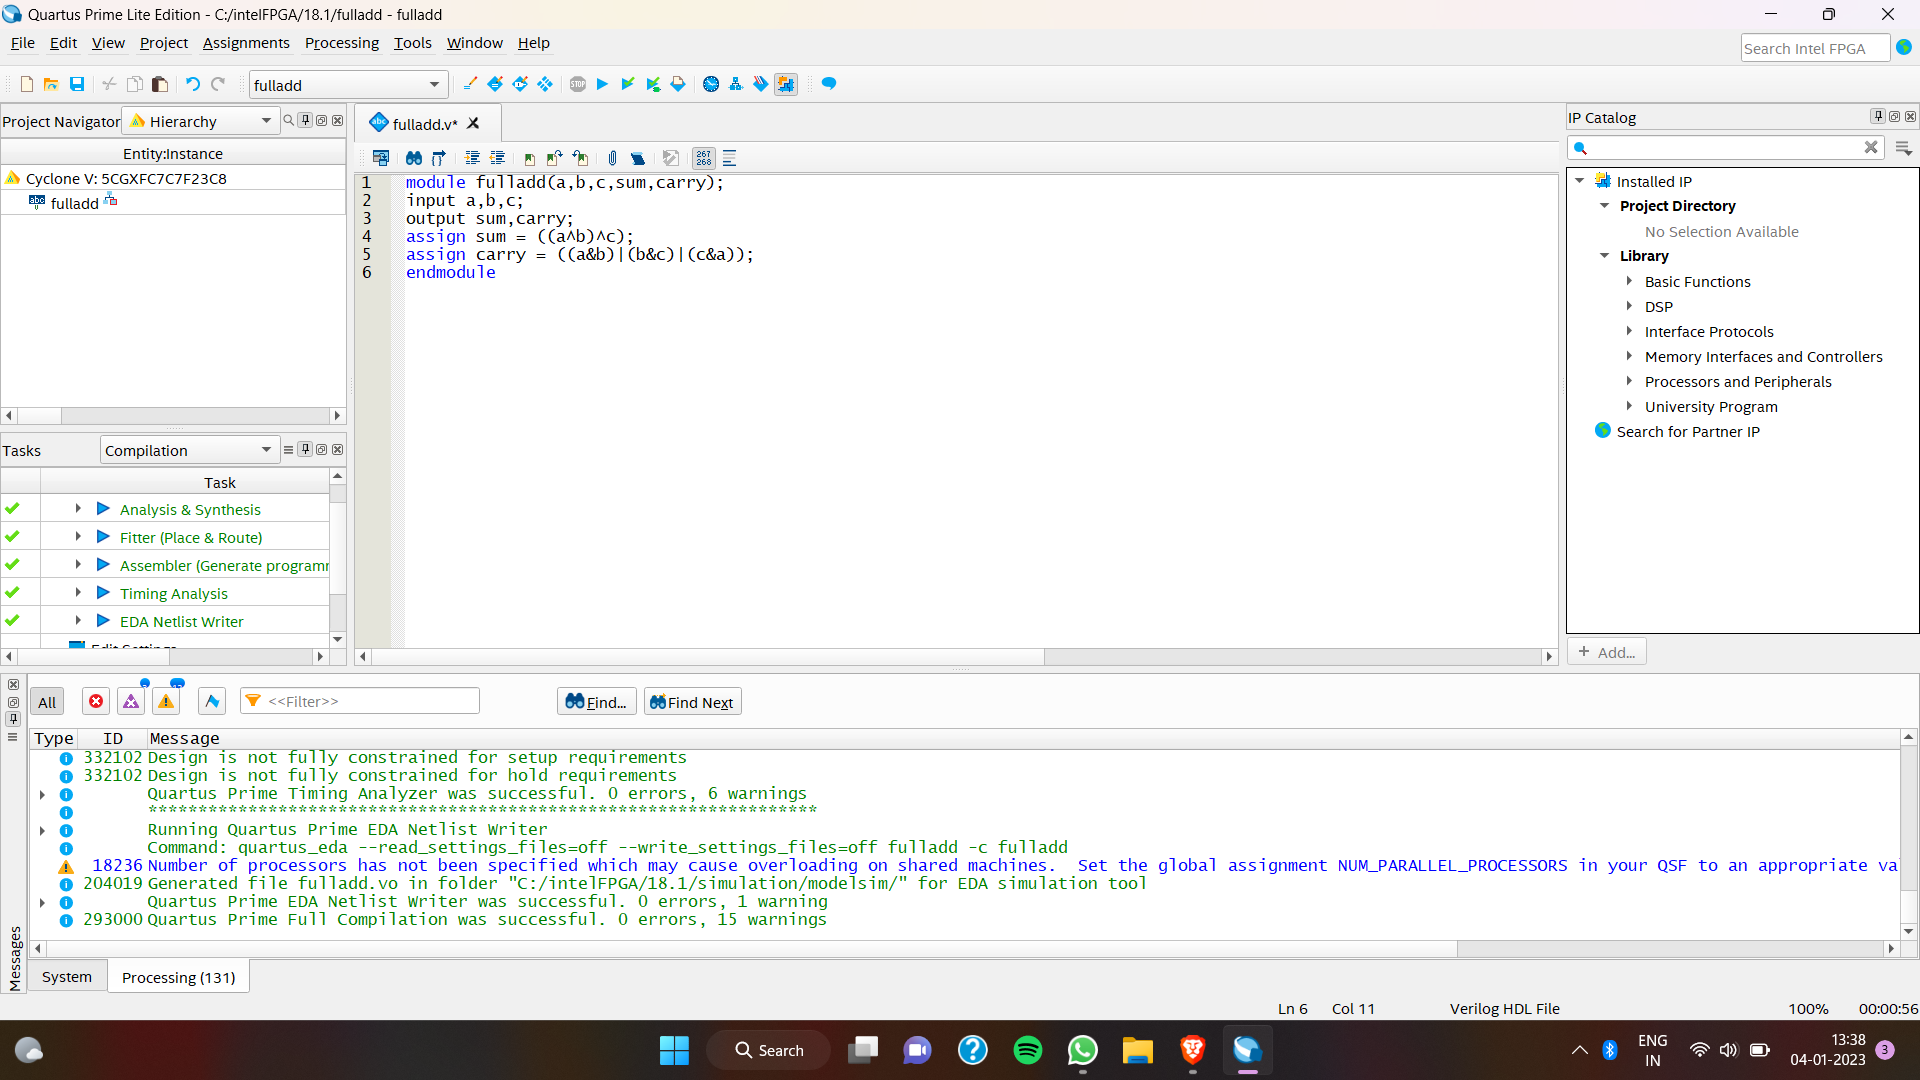 Quartus Prime Lite Edition - C:/intelFPGA/18.1/fulladd - fulladd
File Edit View Project Assignments Processing Tools Window Help
Search Intel FPGA
fulladd
STOP
Project Navigator Hierarchy
Entity:Instance
Cyclone V: 5CGXFC7C7F23C8
abc fulladd
Tasks Compilation
Task
Analysis & Synthesis
Fitter (Place & Route)
Assembler (Generate program
Timing Analysis
EDA Netlist Writer
Edit Settings
abc fulladd.v*
267
268
1 module fulladd(a,b,c,sum,carry);
2 input a,b,c;
3 output sum,carry;
4 assign sum = ((a^b)^c);
5 assign carry = ((a&b)|(b&c)|(c&a));
6 endmodule
IP Catalog
Installed IP
Project Directory
No Selection Available
Library
Basic Functions
DSP
Interface Protocols
Memory Interfaces and Controllers
Processors and Peripherals
University Program
Search for Partner IP
+ Add...
All <<Filter>> Find... Find Next
Type ID Message
332102 Design is not fully constrained for setup requirements
332102 Design is not fully constrained for hold requirements
Quartus Prime Timing Analyzer was successful. 0 errors, 6 warnings
*******************************************************************
Running Quartus Prime EDA Netlist Writer
Command: quartus_eda --read_settings_files=off --write_settings_files=off fulladd -c fulladd
18236 Number of processors has not been specified which may cause overloading on shared machines.  Set the global assignment NUM_PARALLEL_PROCESSORS in your QSF to an appropriate va
204019 Generated file fulladd.vo in folder "C:/intelFPGA/18.1/simulation/modelsim/" for EDA simulation tool
Quartus Prime EDA Netlist Writer was successful. 0 errors, 1 warning
293000 Quartus Prime Full Compilation was successful. 0 errors, 15 warnings
Messages
System Processing (131)
Ln 6 Col 11 Verilog HDL File 100% 00:00:56
Search
ENG
IN
13:38
04-01-2023
3